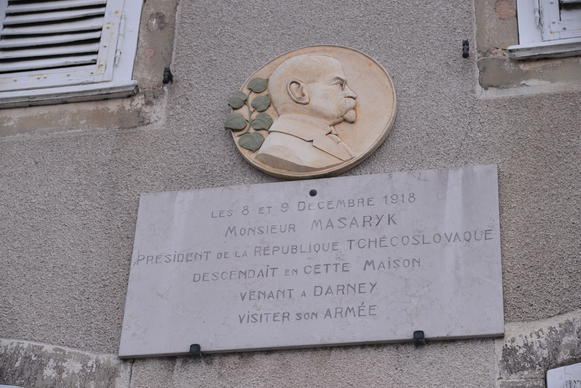 LES 8 ET 9 DÉCEMBRE 1918
MONSIEUR MASARYK
PRÉSIDENT DE LA RÉPUBLIQUE TCHÉCOSLOVAQUE
DESCENDAIT EN CETTE MAISON
VENANT A DARNEY
VISITER SON ARMÉE